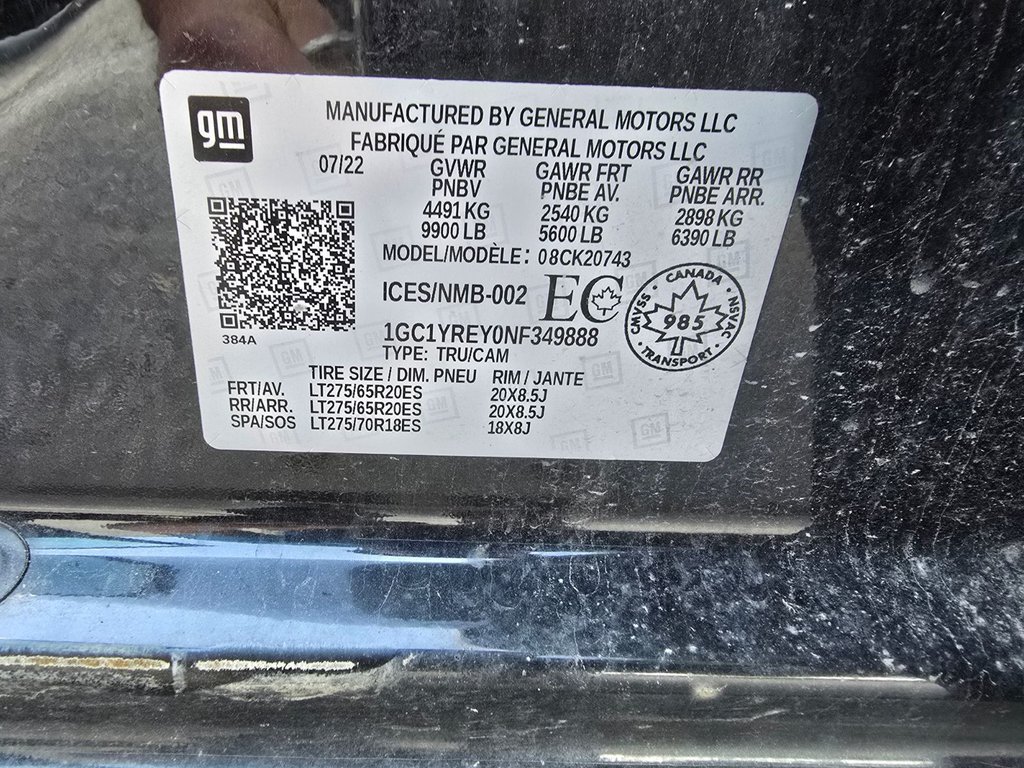 gm
MANUFACTURED BY GENERAL MOTORS LLC
FABRIQUÉ PAR GENERAL MOTORS LLC
07/22 GVWR GAWR FRT GAWR RR
PNBV PNBE AV. PNBE ARR.
4491 KG 2540 KG 2898 KG
9900 LB 5600 LB 6390 LB
MODEL/MODÈLE: 08CK20743
ICES/NMB-002 EC
CANADA
CMVSS 985 NSVAC
TRANSPORT
384A
1GC1YREY0NF349888
TYPE: TRU/CAM
TIRE SIZE / DIM. PNEU RIM / JANTE
FRT/AV. LT275/65R20ES 20X8.5J
RR/ARR. LT275/65R20ES 20X8.5J
SPA/SOS LT275/70R18ES 18X8J